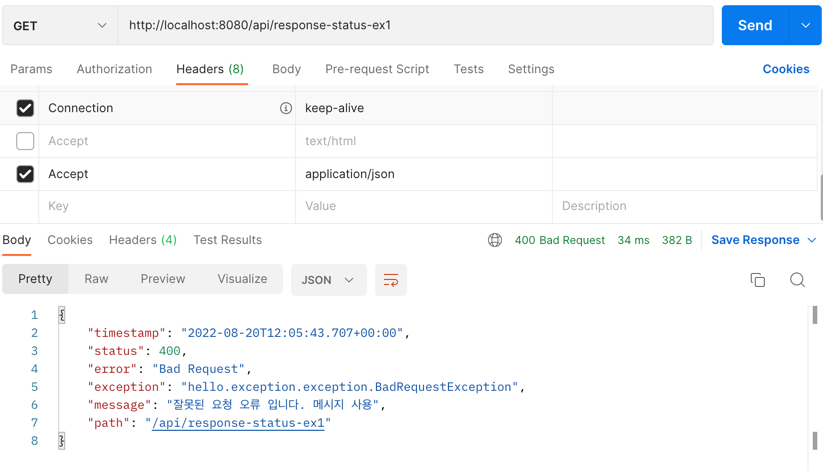 GET http://localhost:8080/api/response-status-ex1 Send
Params Authorization Headers (8) Body Pre-request Script Tests Settings Cookies
Connection keep-alive
Accept text/html
Accept application/json
Key Value Description
Body Cookies Headers (4) Test Results 400 Bad Request 34 ms 382 B Save Response
Pretty Raw Preview Visualize JSON
1 {
2 "timestamp": "2022-08-20T12:05:43.707+00:00",
3 "status": 400,
4 "error": "Bad Request",
5 "exception": "hello.exception.exception.BadRequestException",
6 "message": "잘못된 요청 오류 입니다. 메시지 사용",
7 "path": "/api/response-status-ex1"
8 }